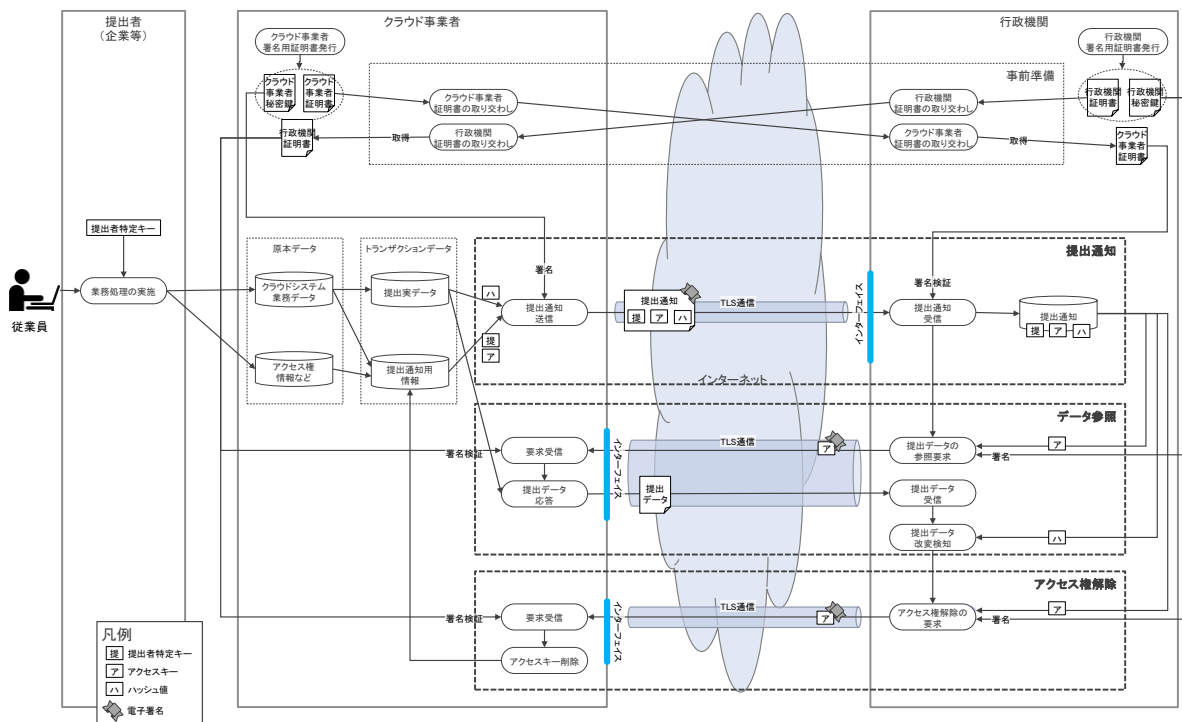 提出者
(企業等)
クラウド事業者
行政機関
クラウド事業者
署名用証明書発行
行政機関
署名用証明書発行
事前準備
クラウド
事業者
秘密鍵
クラウド
事業者
証明書
クラウド事業者
証明書の取り交わし
行政機関
証明書の取り交わし
行政機関
証明書
行政機関
秘密鍵
行政機関
証明書
取得
行政機関
証明書の取り交わし
クラウド事業者
証明書の取り交わし
取得
クラウド
事業者
証明書
提出者特定キー
原本データ
トランザクションデータ
署名
署名検証
提出通知
従業員
業務処理の実施
クラウドシステム
業務データ
提出実データ
ハ
提
ア
提出通知
送信
提出通知
提 ア ハ
TLS通信
インターフェイス
提出通知
受信
提出通知
提 ア ハ
アクセス権
情報など
提出通知用
情報
インターネット
データ参照
署名検証
要求受信
インターフェイス
TLS通信
ア
提出データの
参照要求
ア
署名
提出データ
応答
提出
データ
提出データ
受信
提出データ
改変検知
ハ
アクセス権解除
署名検証
要求受信
インターフェイス
TLS通信
ア
アクセス権解除の
要求
ア
署名
アクセスキー削除
凡例
提 提出者特定キー
ア アクセスキー
ハ ハッシュ値
電子署名